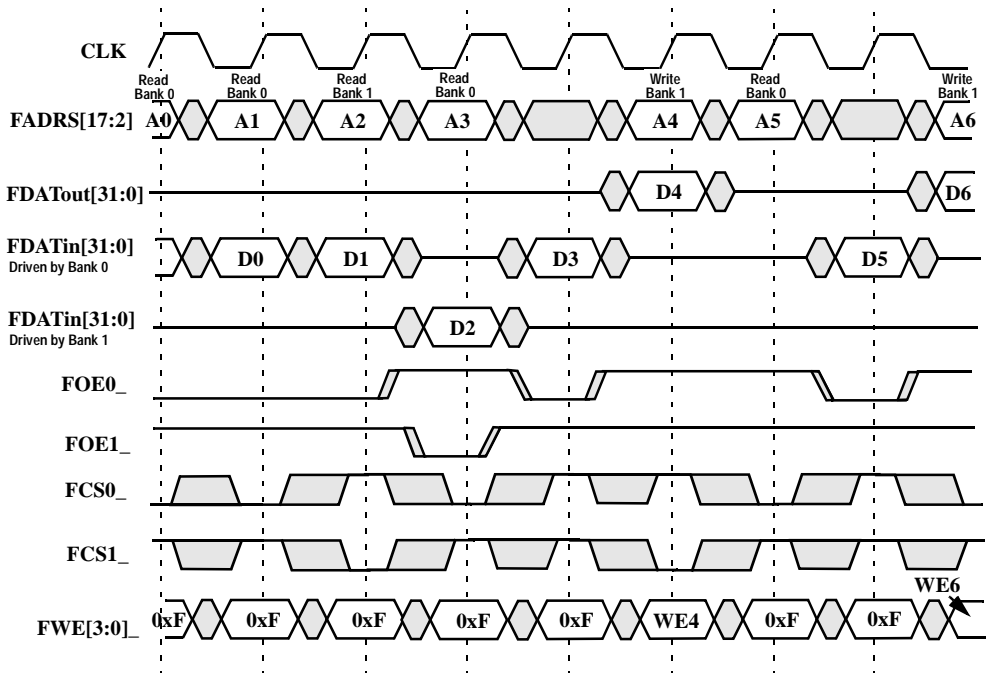 CLK
Read Read Read Read Write Read Write
Bank 0 Bank 0 Bank 1 Bank 0 Bank 1 Bank 0 Bank 1
FADRS[17:2] A0 A1 A2 A3 A4 A5 A6
FDATout[31:0] D4 D6
FDATin[31:0] D0 D1 D3 D5
Driven by Bank 0
FDATin[31:0] D2
Driven by Bank 1
FOE0_
FOE1_
FCS0_
FCS1_
WE6
FWE[3:0]_ 0xF 0xF 0xF 0xF 0xF WE4 0xF 0xF